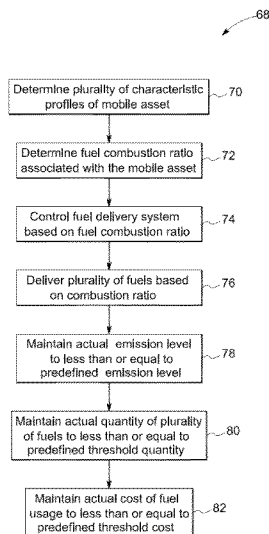 68
Determine plurality of characteristic
profiles of mobile asset
70
Determine fuel combustion ratio
associated with the mobile asset
72
Control fuel delivery system
based on fuel combustion ratio
74
Deliver plurality of fuels based
on combustion ratio
76
Maintain actual emission level
to less than or equal to
predefined emission level
78
Maintain actual quantity of plurality
of fuels to less than or equal to
predefined threshold quantity
80
Maintain actual cost of fuel
usage to less than or equal to
predefined threshold cost
82